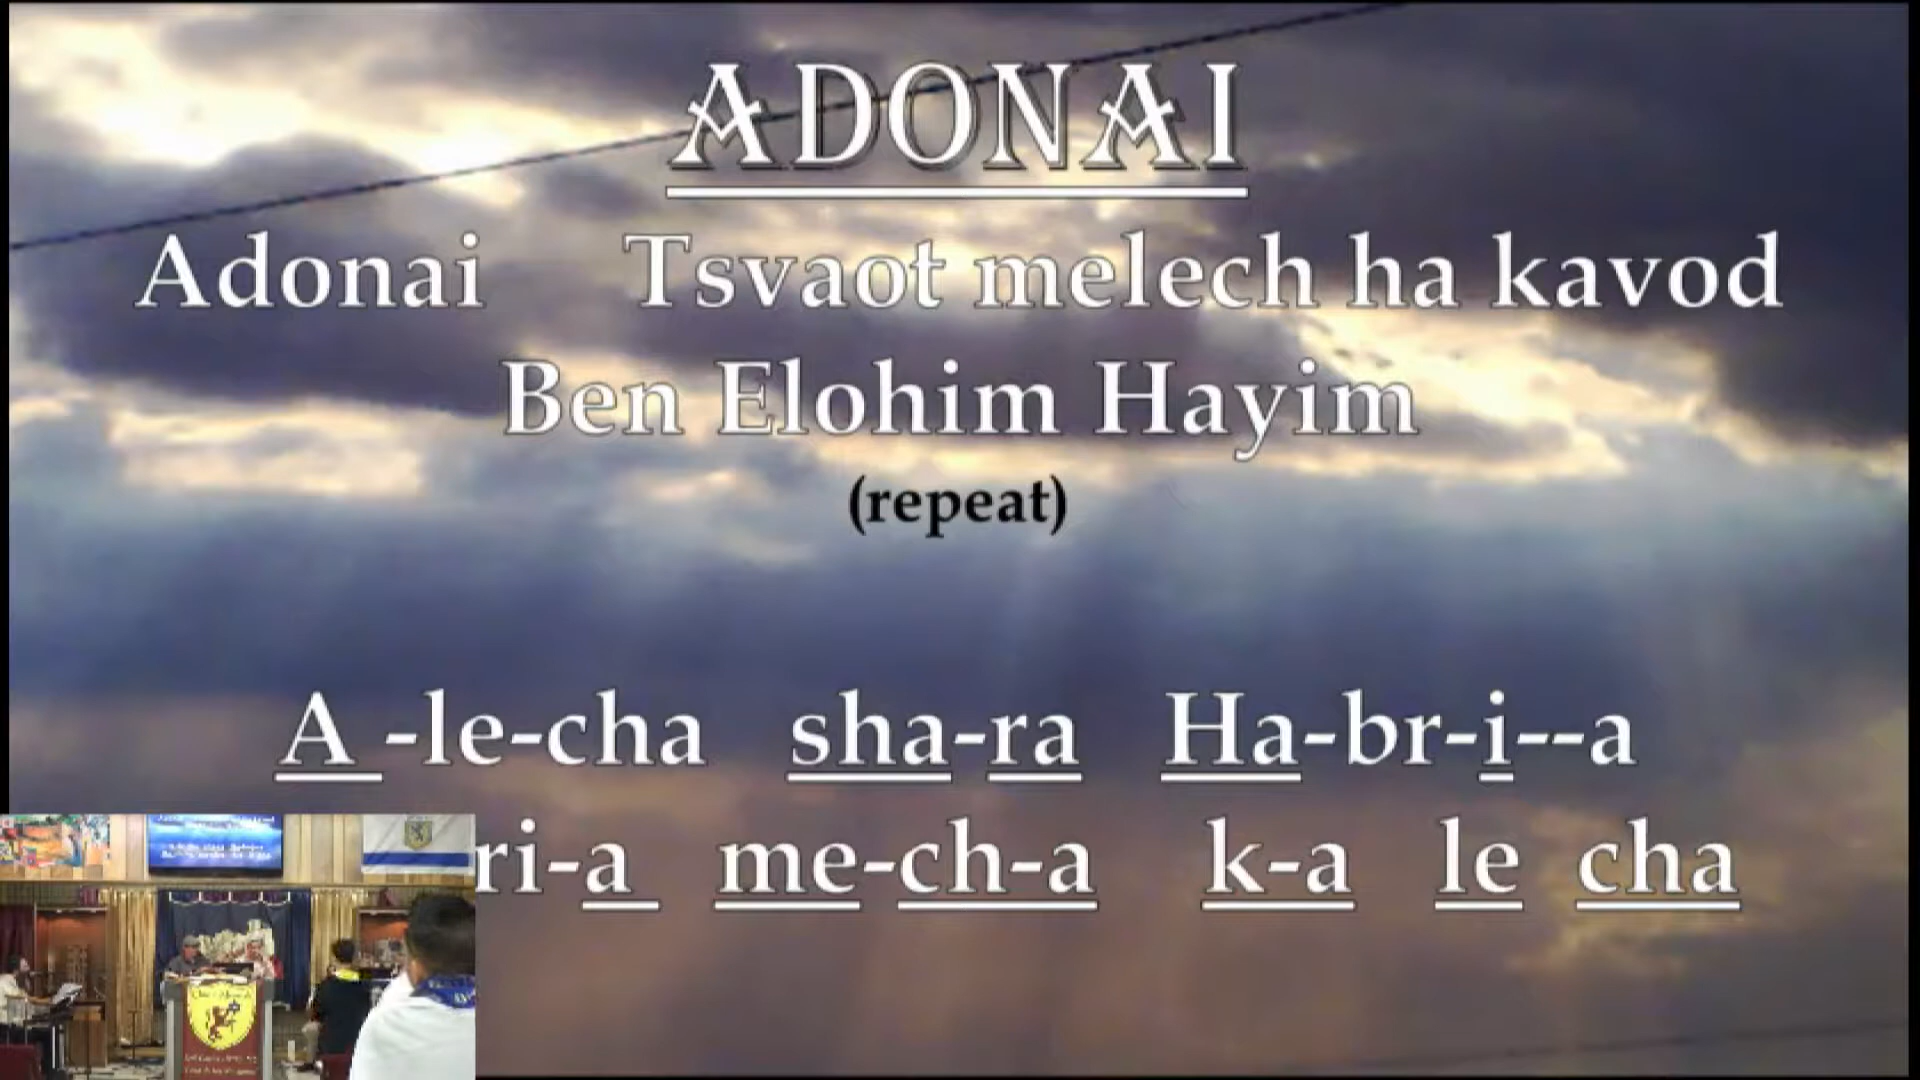 ADONAI
Adonai Tsvaot melech ha kavod
Ben Elohim Hayim
(repeat)
A -le-cha sha-ra Ha-br-i--a
ri-a me-ch-a k-a le cha